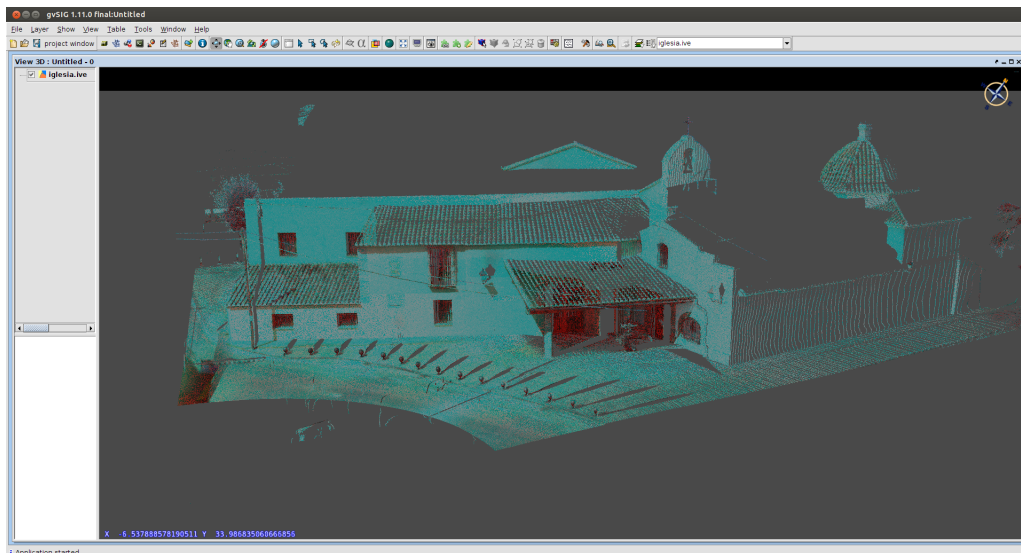 gvSIG 1.11.0 final:Untitled
File Layer Show View Table Tools Window Help
project window iglesia.ive
View 3D : Untitled - 0
iglesia.ive
X -6 537888578190511 Y 33.986835060666856
Application started